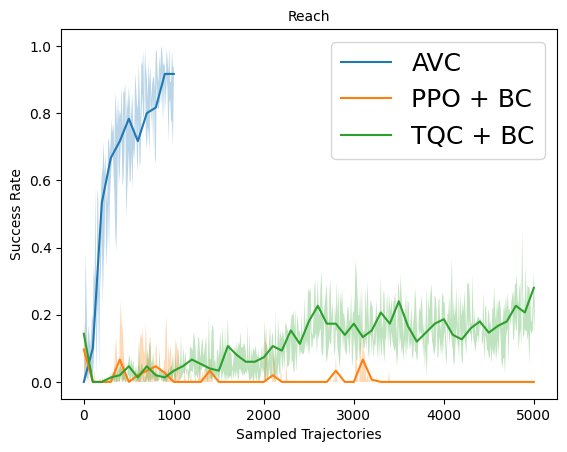 Reach
1.0
0.8
0.6
0.4
0.2
0.0
Success Rate
AVC
PPO + BC
TQC + BC
0
1000
2000
3000
4000
5000
Sampled Trajectories